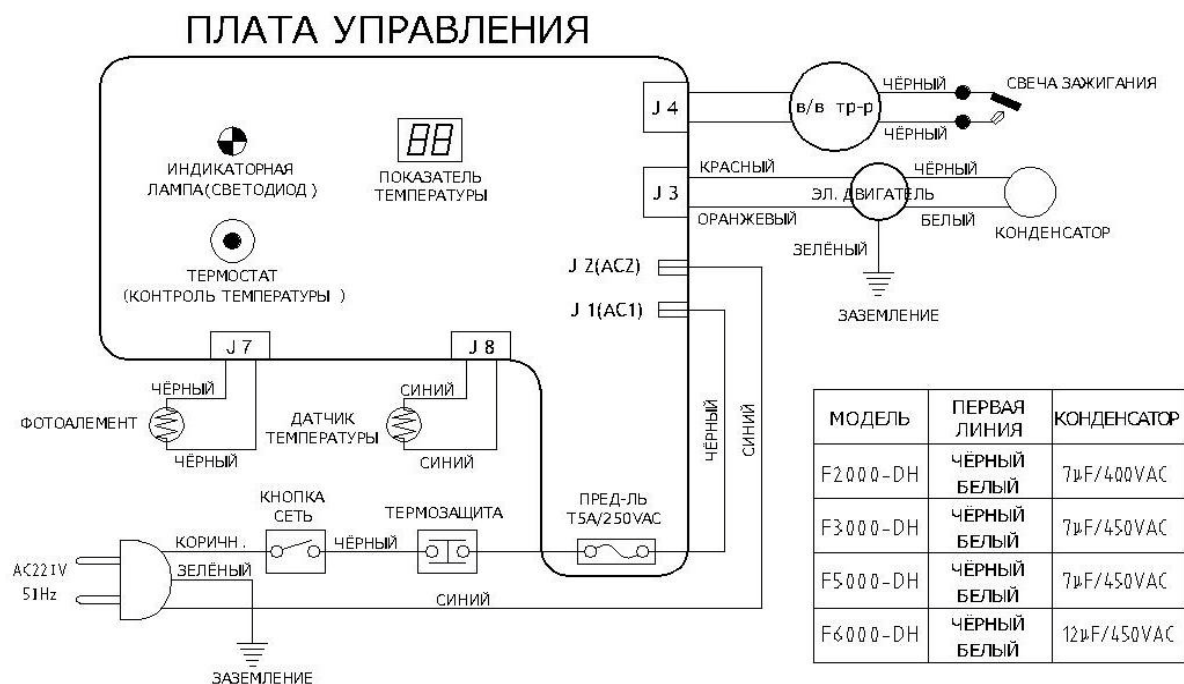 ПЛАТА УПРАВЛЕНИЯ
J 4
в/в тр-р
ЧЁРНЫЙ
ЧЁРНЫЙ
СВЕЧА ЗАЖИГАНИЯ
88
ИНДИКАТОРНАЯ
ЛАМПА(СВЕТОДИОД )
ПОКАЗАТЕЛЬ
ТЕМПЕРАТУРЫ
J 3
КРАСНЫЙ
ОРАНЖЕВЫЙ
ЭЛ. ДВИГАТЕЛЬ
ЧЁРНЫЙ
БЕЛЫЙ
КОНДЕНСАТОР
ЗЕЛЁНЫЙ
ЗАЗЕМЛЕНИЕ
ТЕРМОСТАТ
(КОНТРОЛЬ ТЕМПЕРАТУРЫ )
J 2(AC2)
J 1(AC1)
J 7
J 8
ЧЁРНЫЙ
ФОТОАЛЕМЕНТ
ЧЁРНЫЙ
СИНИЙ
ДАТЧИК
ТЕМПЕРАТУРЫ
СИНИЙ
ЧЁРНЫЙ
СИНИЙ
КНОПКА
СЕТЬ
ТЕРМОЗАЩИТА
ПРЕД-ЛЬ
T5A/250VAC
AC221V
51Hz
КОРИЧН .
ЧЁРНЫЙ
ЗЕЛЁНЫЙ
СИНИЙ
ЗАЗЕМЛЕНИЕ
МОДЕЛЬ ПЕРВАЯ ЛИНИЯ КОНДЕНСАТОР
F2000-DH ЧЁРНЫЙ БЕЛЫЙ 7µF/400VAC
F3000-DH ЧЁРНЫЙ БЕЛЫЙ 7µF/450VAC
F5000-DH ЧЁРНЫЙ БЕЛЫЙ 7µF/450VAC
F6000-DH ЧЁРНЫЙ БЕЛЫЙ 12µF/450VAC